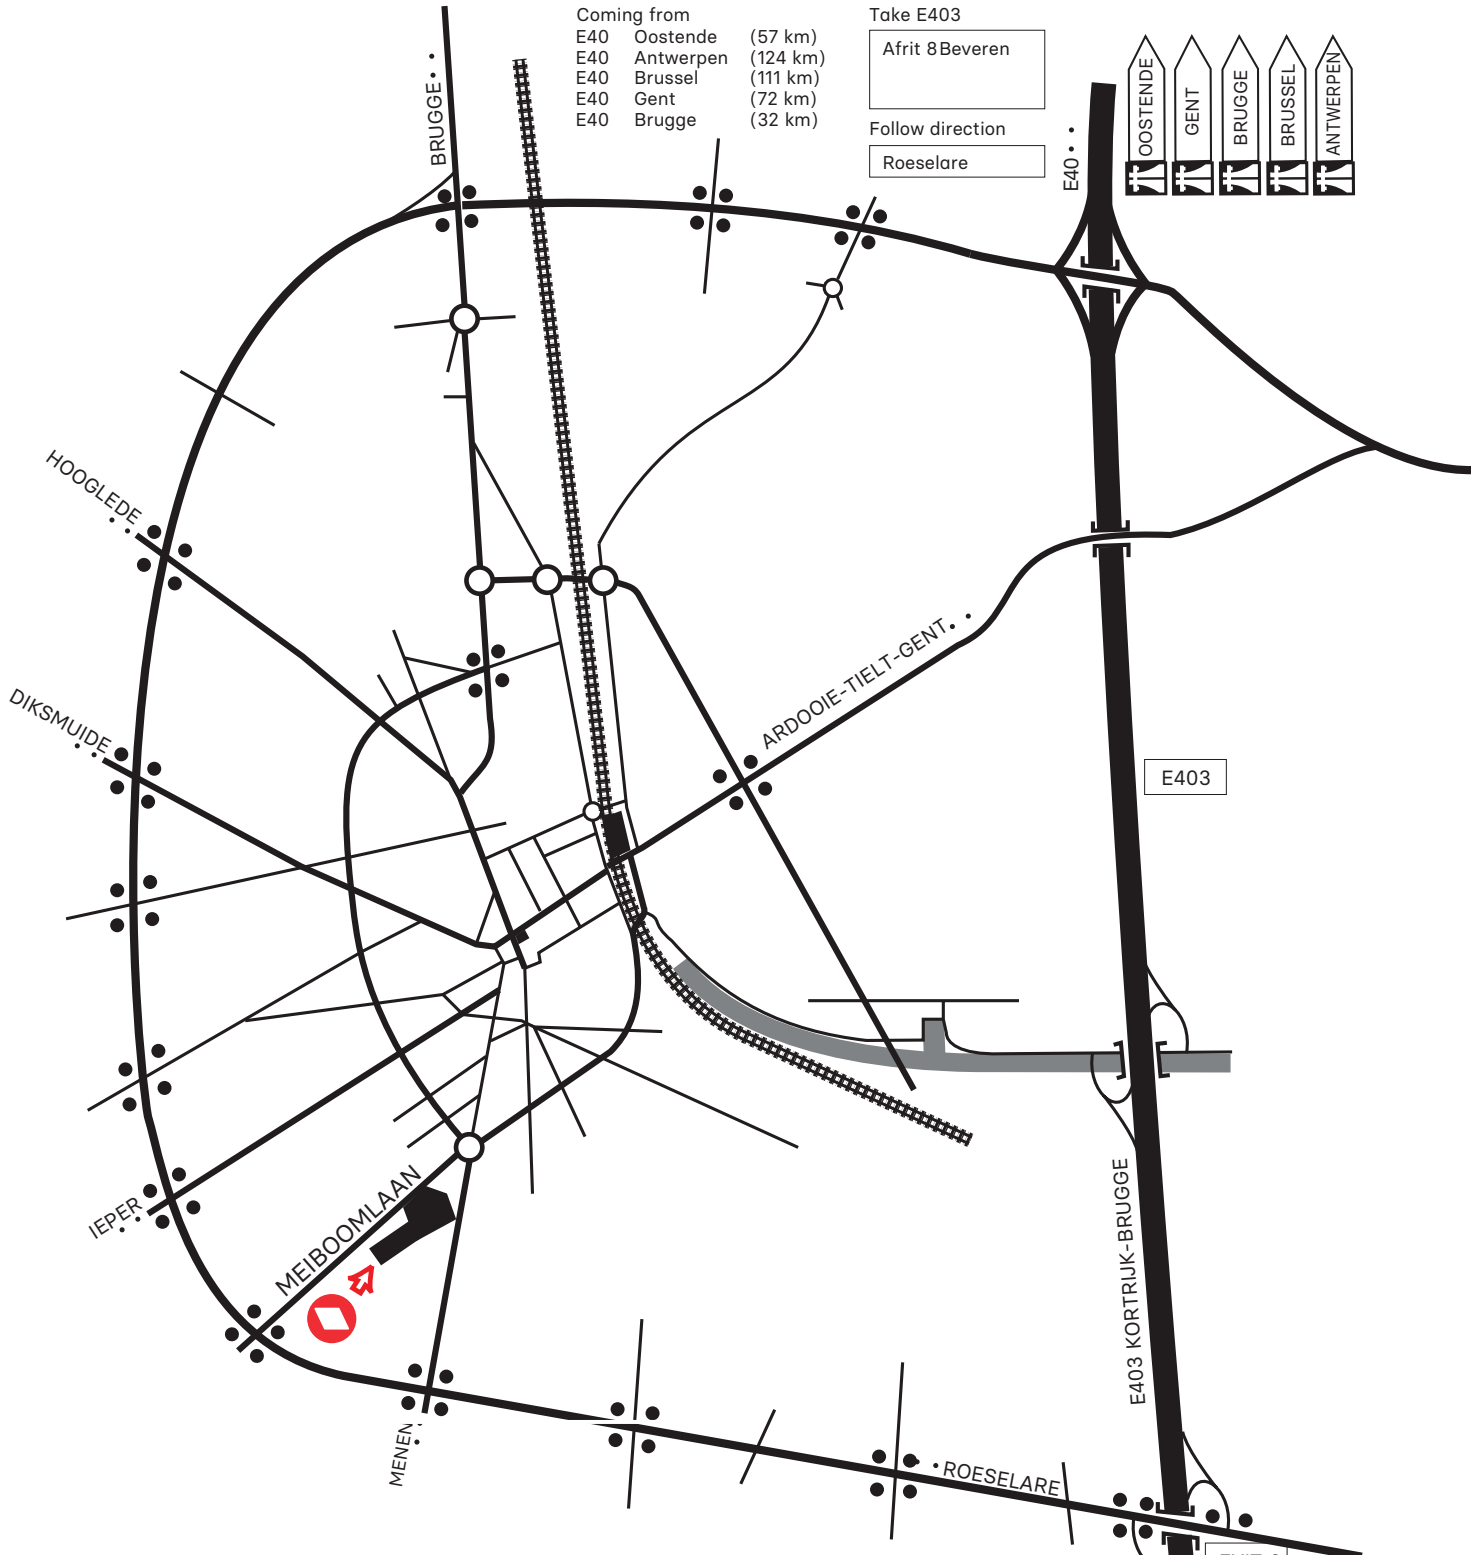 Coming from
E40 Oostende (57 km)
E40 Antwerpen (124 km)
E40 Brussel (111 km)
E40 Gent (72 km)
E40 Brugge (32 km)
Take E403
Afrit 8 Beveren
Follow direction
Roeselare
E40
OOSTENDE
GENT
BRUGGE
BRUSSEL
ANTWERPEN
BRUGGE
HOOGLEDE
DIKSMUIDE
ARDOOIE-TIELT-GENT
E403
IEPER
MEIBOOMLAAN
E403 KORTRIJK-BRUGGE
MENEN
ROESELARE